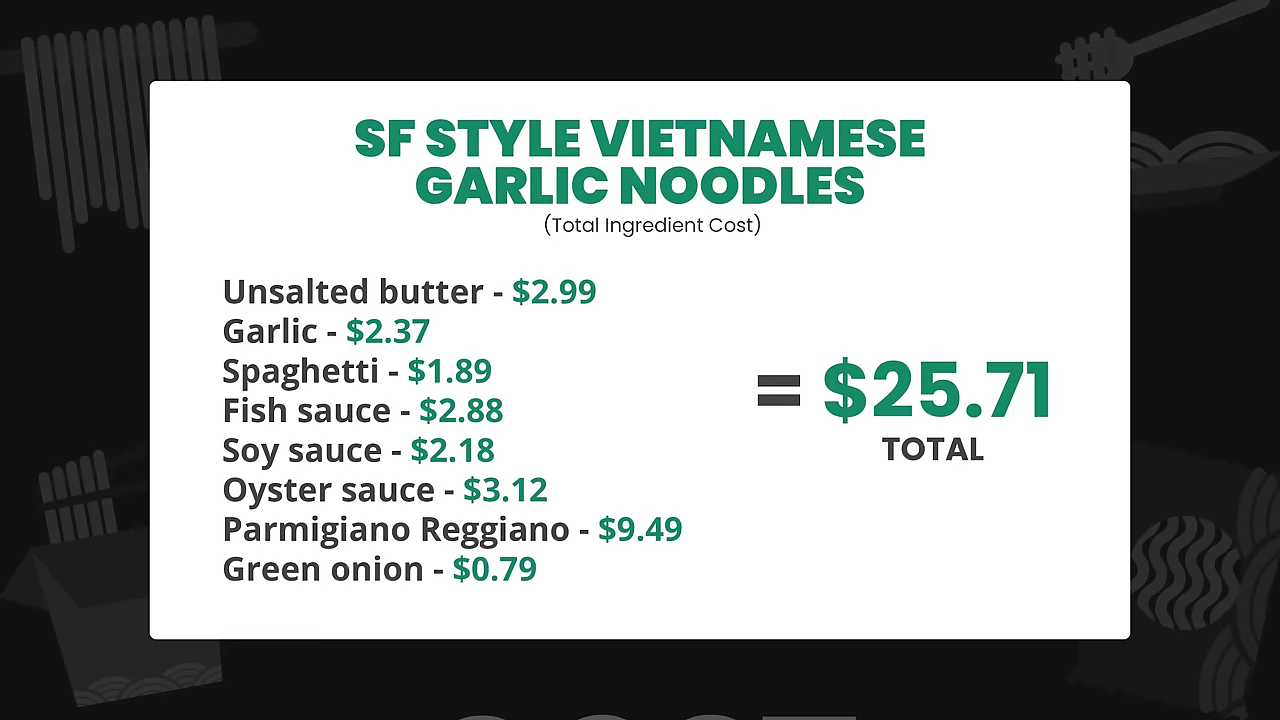 SF STYLE VIETNAMESE
GARLIC NOODLES
(Total Ingredient Cost)
Unsalted butter - $2.99
Garlic - $2.37
Spaghetti - $1.89
Fish sauce - $2.88
Soy sauce - $2.18
Oyster sauce - $3.12
Parmigiano Reggiano - $9.49
Green onion - $0.79
= $25.71
TOTAL